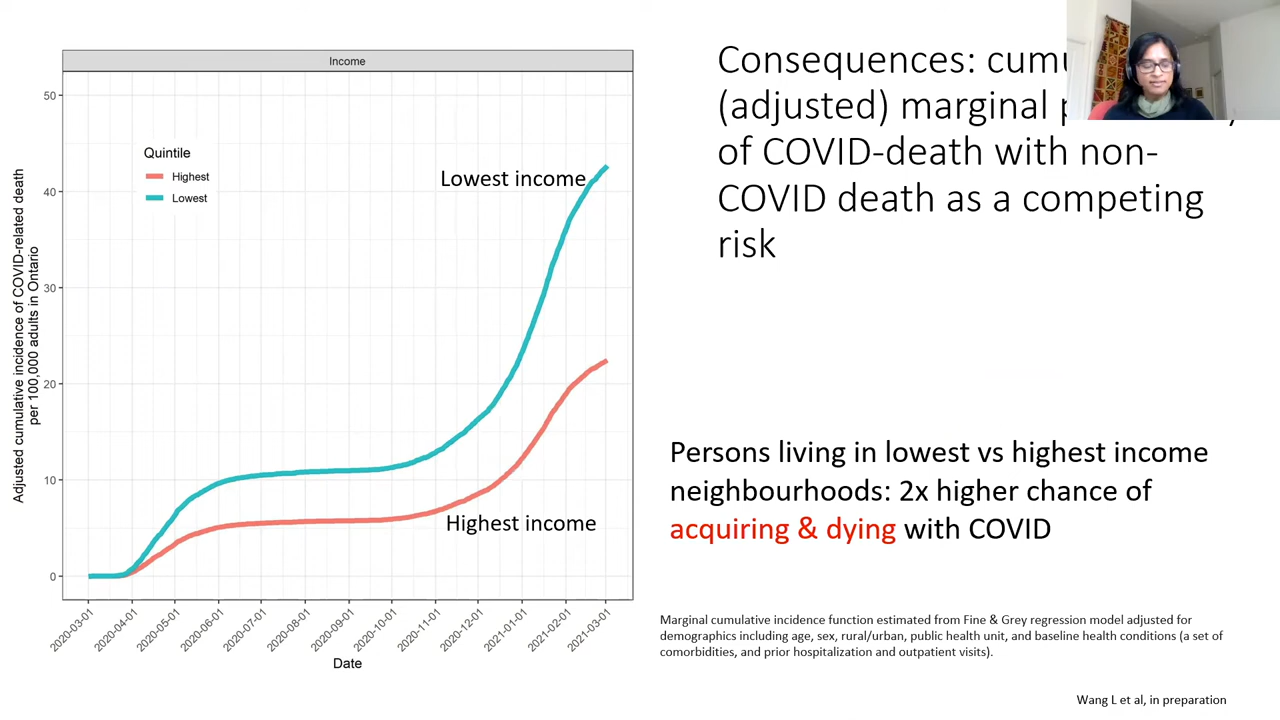 Income
50
40
30
20
10
0
Adjusted cumulative incidence of COVID-related death
per 100,000 adults in Ontario
Quintile
Highest
Lowest
Lowest income
Highest income
2020-03-01
2020-04-01
2020-05-01
2020-06-01
2020-07-01
2020-08-01
2020-09-01
2020-10-01
2020-11-01
2020-12-01
2021-01-01
2021-02-01
2021-03-01
Date
Consequences:
(adjusted) marginal
of COVID-death with non-
COVID death as a competing
risk
Persons living in lowest vs highest income
neighbourhoods: 2x higher chance of
acquiring & dying with COVID
Marginal cumulative incidence function estimated from Fine & Grey regression model adjusted for
demographics including age, sex, rural/urban, public health unit, and baseline health conditions (a set of
comorbidities, and prior hospitalization and outpatient visits).
Wang L et al, in preparation